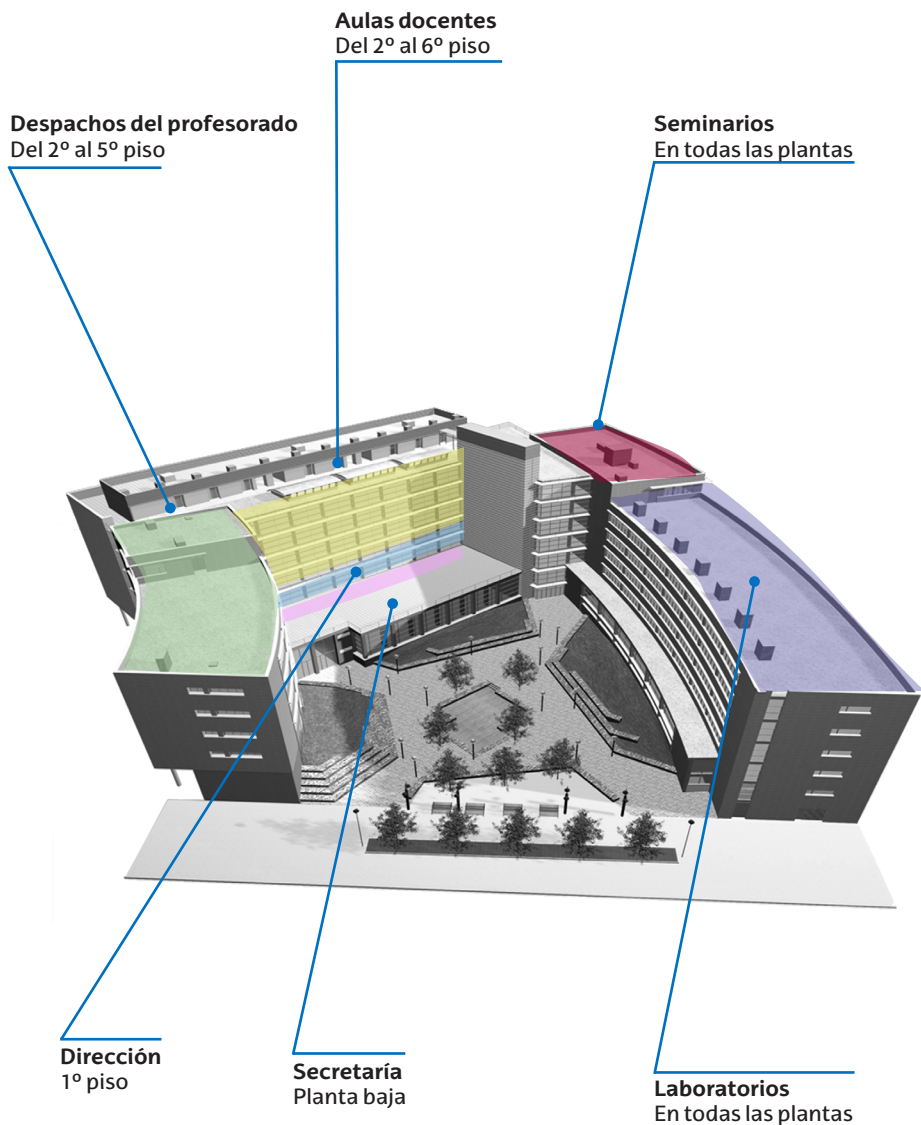 Aulas docentes
Del 2º al 6º piso
Despachos del profesorado
Del 2º al 5º piso
Seminarios
En todas las plantas
Dirección
1º piso
Secretaría
Planta baja
Laboratorios
En todas las plantas